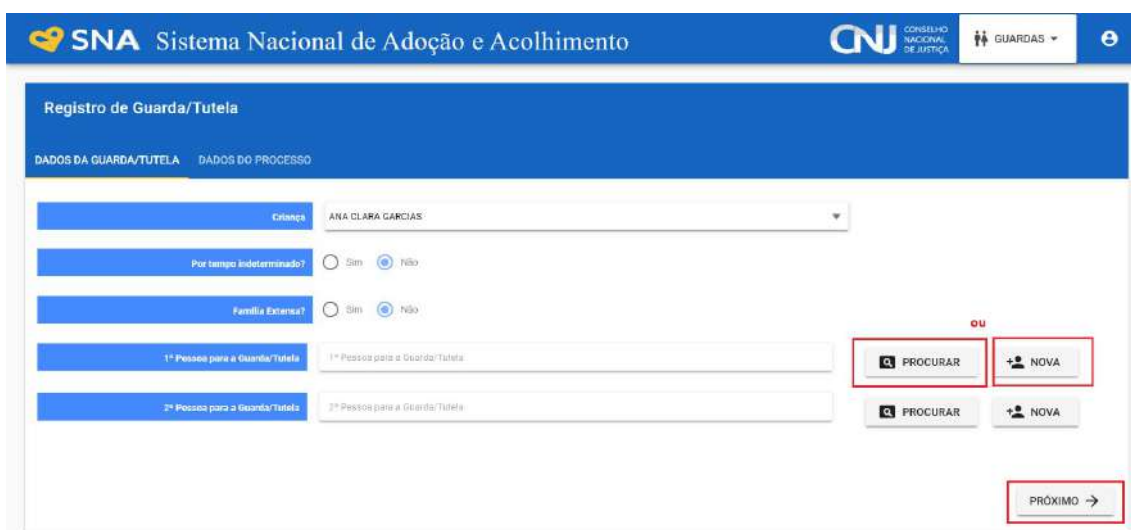 SNA Sistema Nacional de Adoção e Acolhimento
CNJ CONSELHO NACIONAL DE JUSTIÇA
GUARDAS
Registro de Guarda/Tutela
DADOS DA GUARDA/TUTELA DADOS DO PROCESSO
Criança ANA CLARA GARCIAS
Por tempo indeterminado? Sim Não
Família Extensa? Sim Não
ou
1ª Pessoa para a Guarda/Tutela 1ª Pessoa para a Guarda/Tutela PROCURAR NOVA
2ª Pessoa para a Guarda/Tutela 2ª Pessoa para a Guarda/Tutela PROCURAR NOVA
PRÓXIMO →